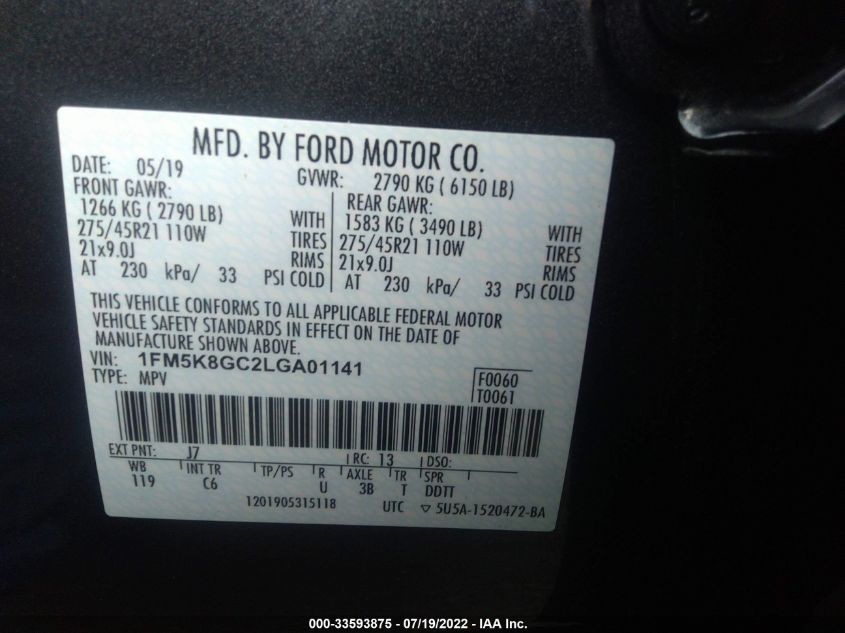 MFD. BY FORD MOTOR CO.
DATE: 05/19 GVWR: 2790 KG ( 6150 LB)
FRONT GAWR: REAR GAWR:
1266 KG ( 2790 LB) WITH 1583 KG ( 3490 LB) WITH
275/45R21 110W TIRES 275/45R21 110W TIRES
21x9.0J RIMS 21x9.0J RIMS
AT 230 kPa/ 33 PSI COLD AT 230 kPa/ 33 PSI COLD
THIS VEHICLE CONFORMS TO ALL APPLICABLE FEDERAL MOTOR
VEHICLE SAFETY STANDARDS IN EFFECT ON THE DATE OF
MANUFACTURE SHOWN ABOVE.
VIN: 1FM5K8GC2LGA01141
TYPE: MPV F0060
T0061
EXT PNT: J7 RC: 13 DSO:
WB INT TR TP/PS R AXLE TR SPR
119 C6 U 3B T DDTT
1201905315118 UTC ▽ 5U5A-1520472-BA
000-33593875 - 07/19/2022 - IAA Inc.